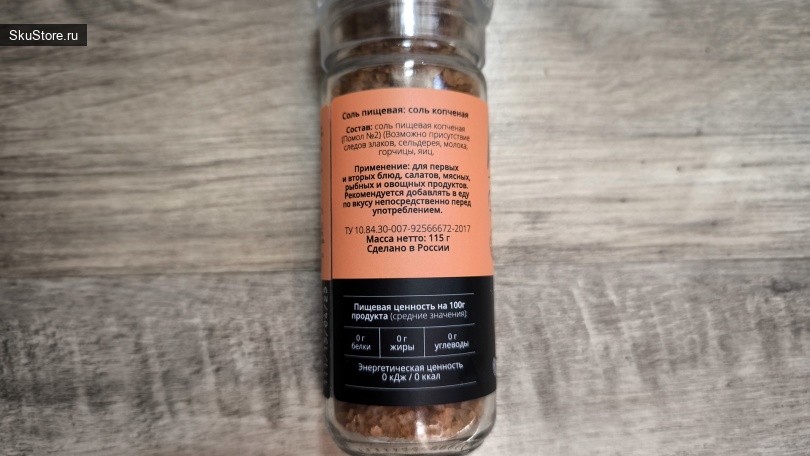 SkuStore.ru
Соль пищевая: соль копченая
Состав: соль пищевая копченая
(Помол №2) (Возможно присутствие
следов злаков, сельдерея, молока,
горчицы, яиц.
Применение: для первых
и вторых блюд, салатов, мясных,
рыбных и овощных продуктов.
Рекомендуется добавлять в еду
по вкусу непосредственно перед
употреблением.
ТУ 10.84.30-007-92566672-2017
Масса нетто: 115 г
Сделано в России
Пищевая ценность на 100г
продукта (средние значения):
0 г 0 г 0 г
белки жиры углеводы
Энергетическая ценность
0 кДж / 0 ккал